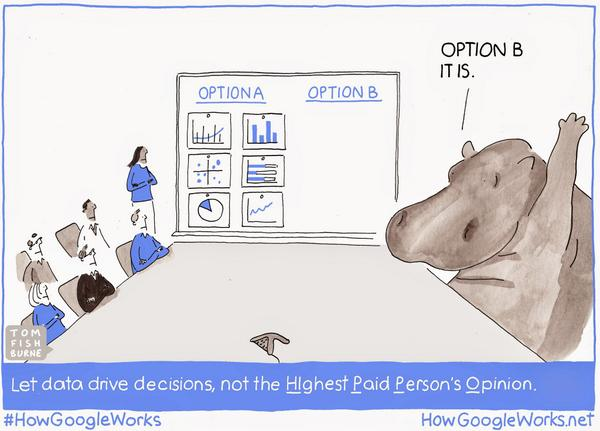 OPTION B
IT IS.
OPTION A
OPTION B
TOM
FISH
BURNE
Let data drive decisions, not the HIghest Paid Person's Opinion.
#HowGoogleWorks
HowGoogleWorks.net